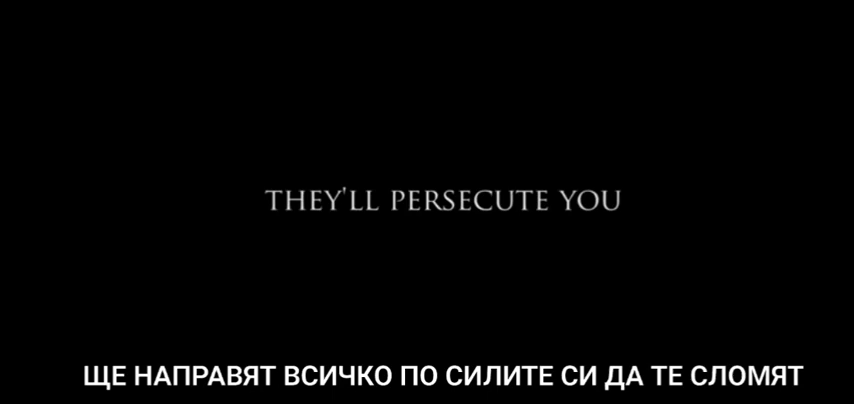 THEY'LL PERSECUTE YOU
ЩЕ НАПРАВЯТ ВСИЧКО ПО СИЛИТЕ СИ ДА ТЕ СЛОМЯТ